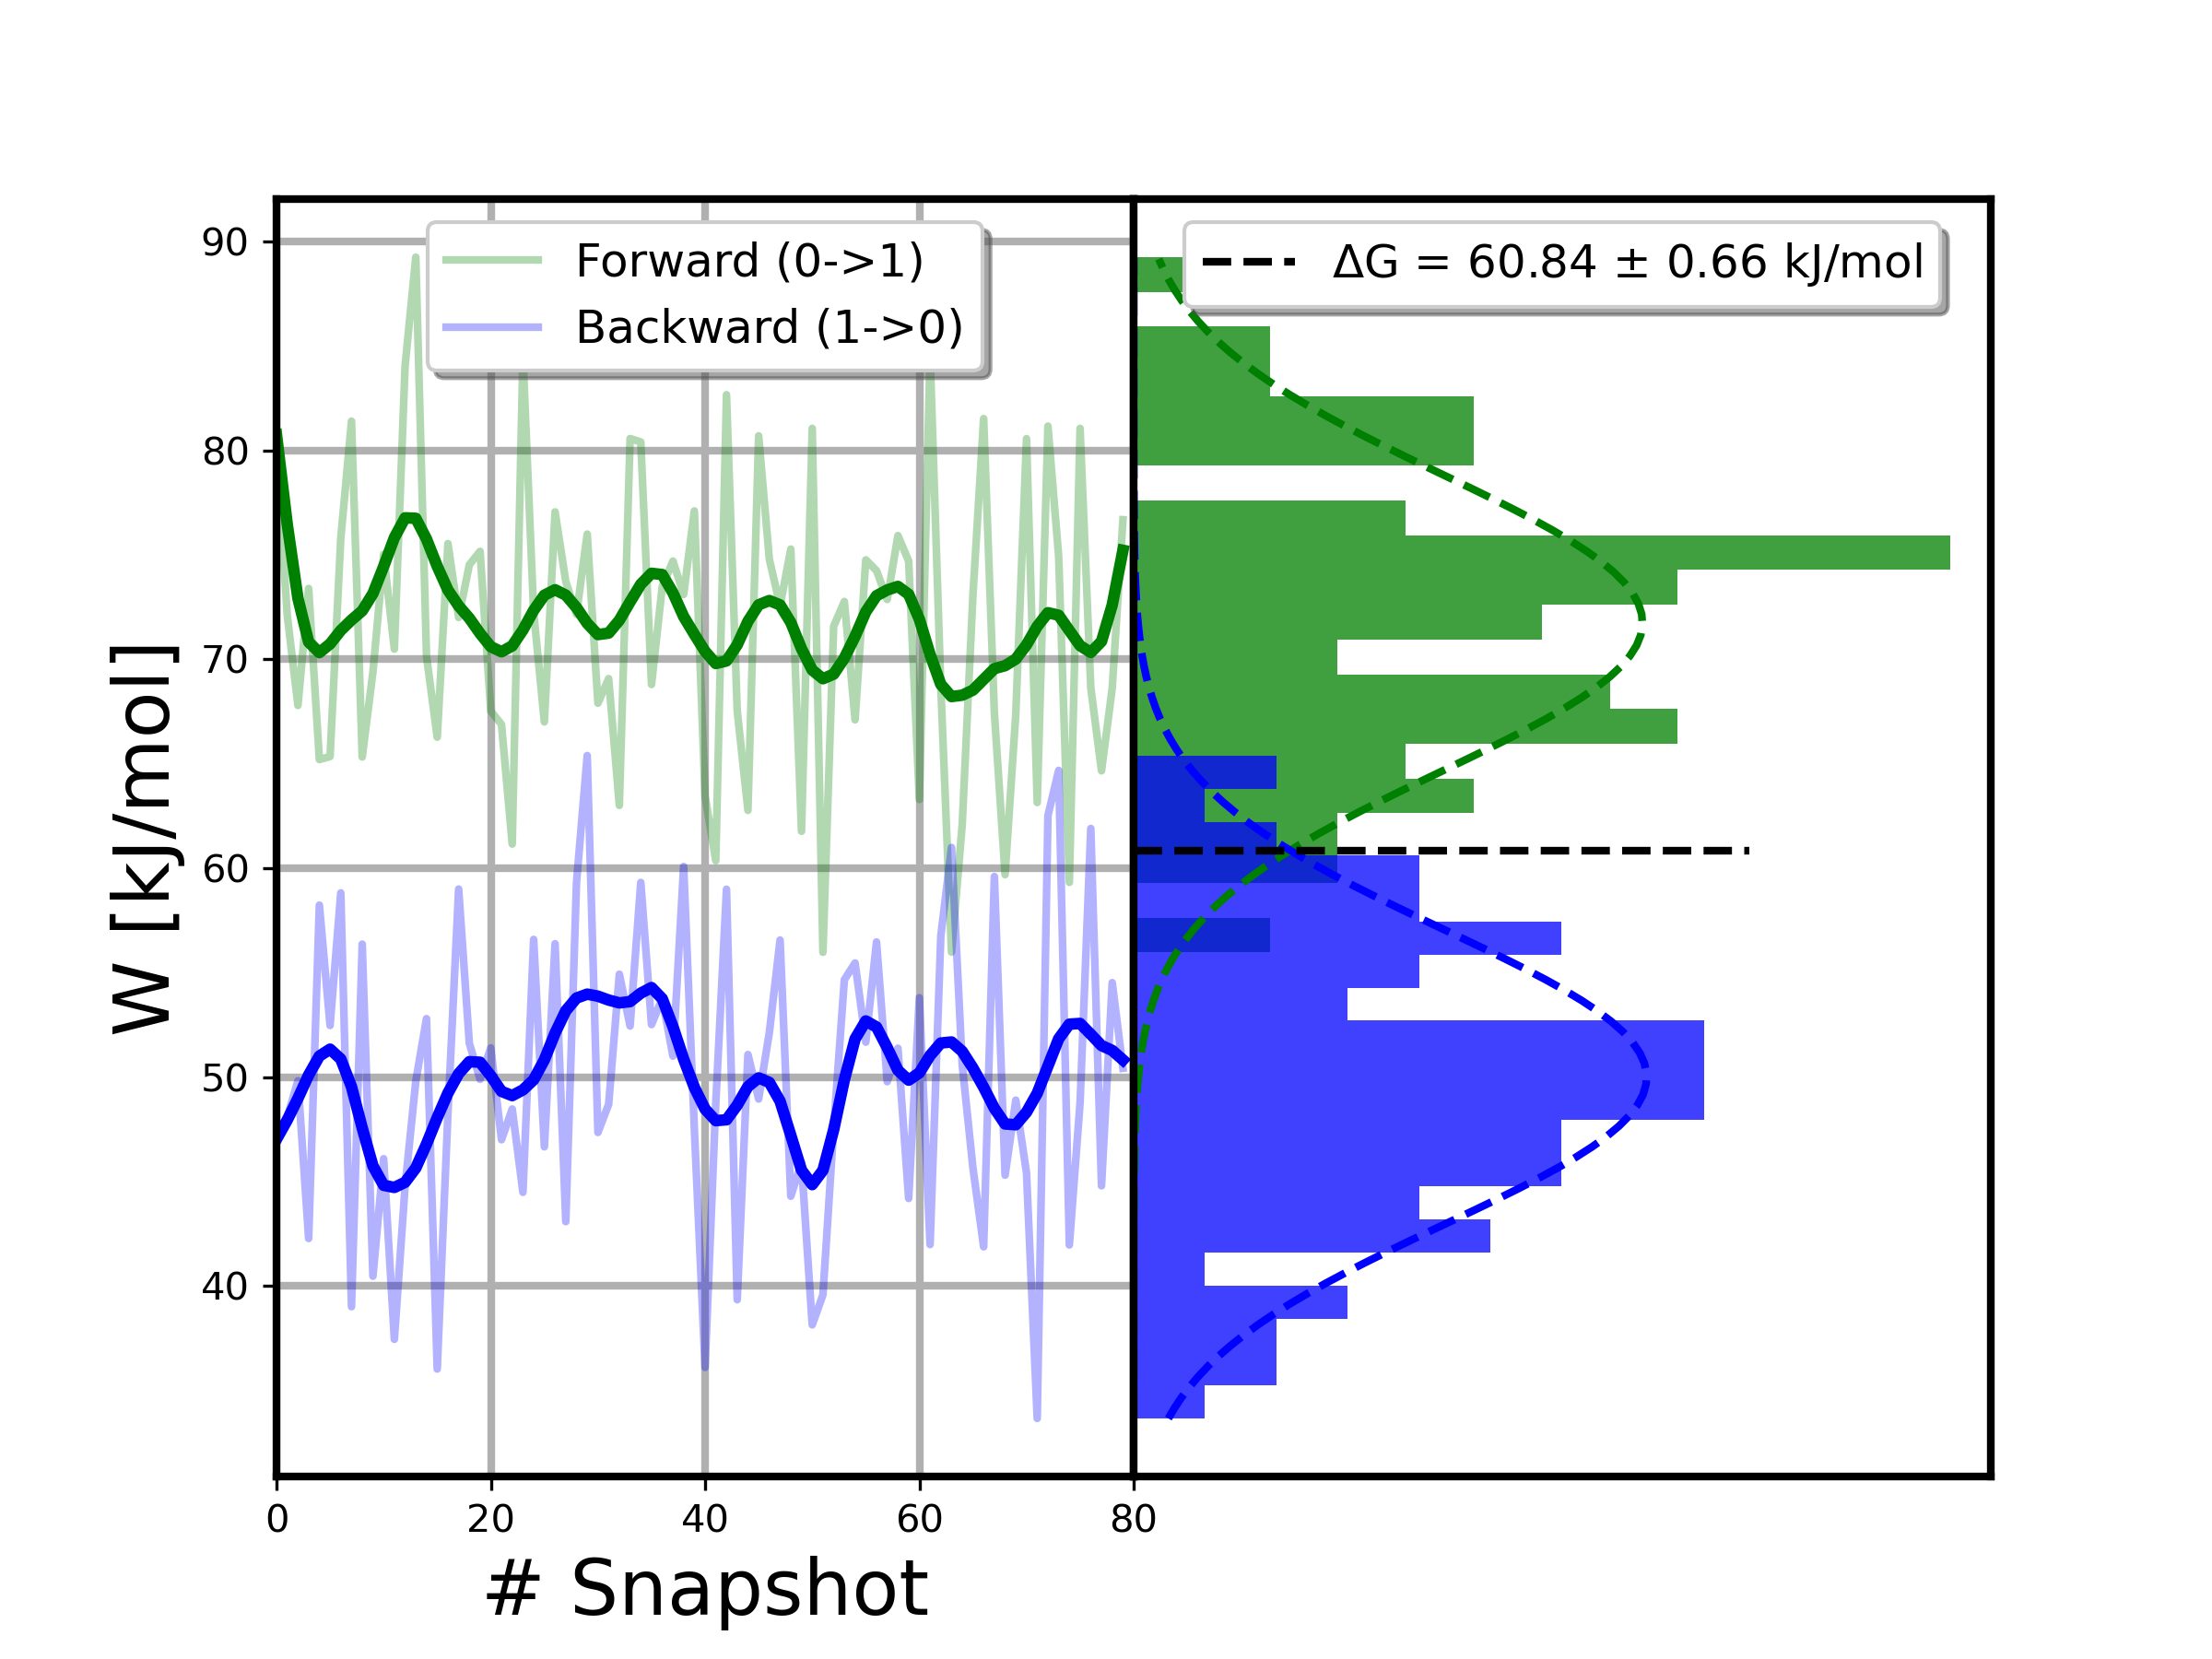 Forward (0->1)
Backward (1->0)
ΔG = 60.84 ± 0.66 kJ/mol
W [kJ/mol]
90
80
70
60
50
40
0 20 40 60 80
# Snapshot